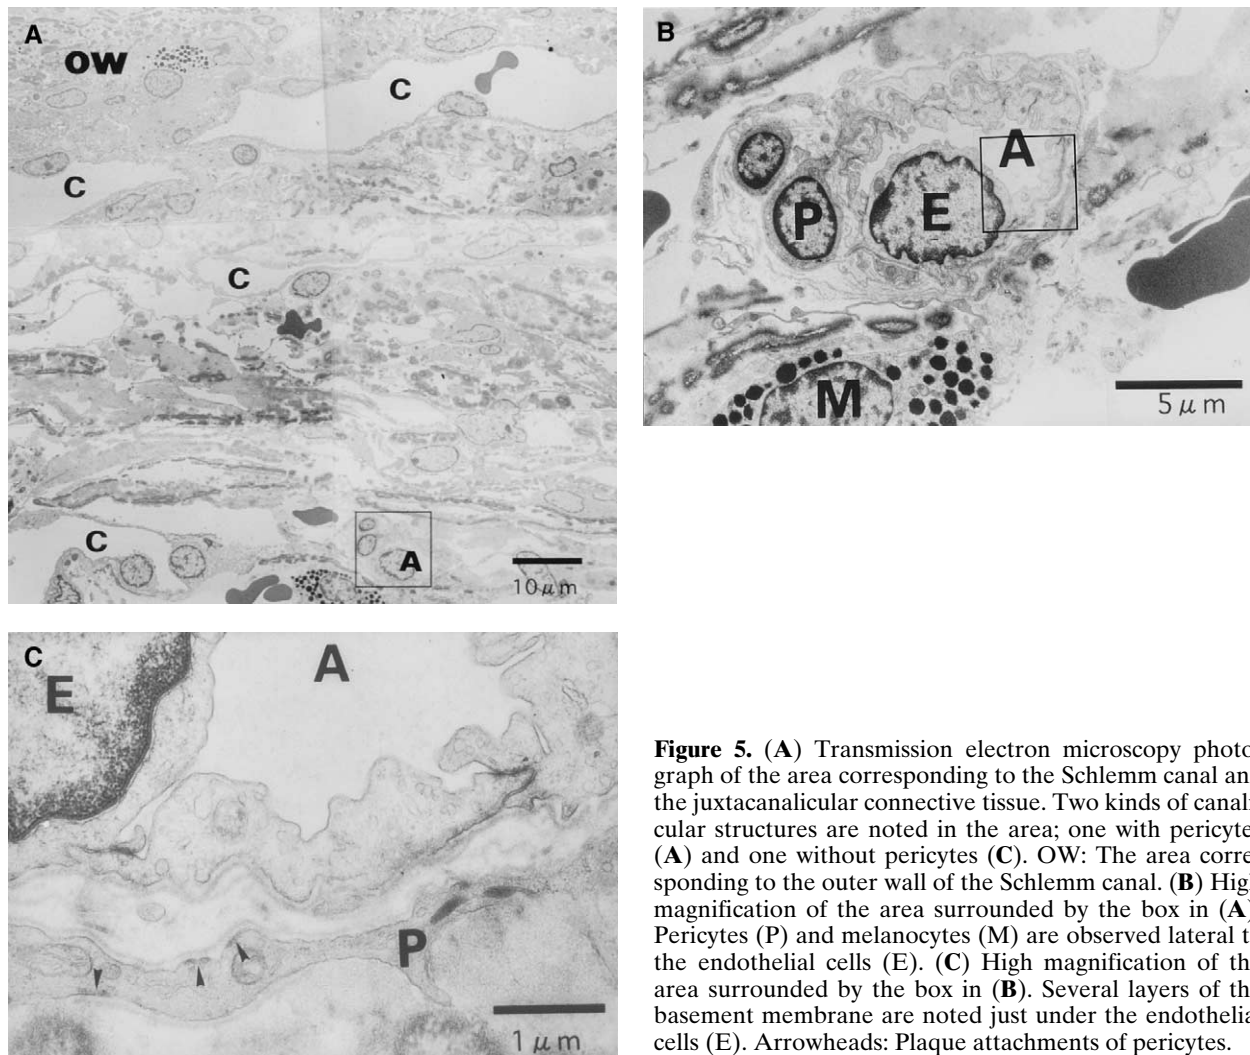 A
OW
C
C
C
C
A
10 μm
B
A
P
E
M
5 μm
C
E
A
P
1 μm
Figure 5. (A) Transmission electron microscopy photo
graph of the area corresponding to the Schlemm canal an
the juxtacanalicular connective tissue. Two kinds of canali
cular structures are noted in the area; one with pericyte
(A) and one without pericytes (C). OW: The area corre
sponding to the outer wall of the Schlemm canal. (B) Hig
magnification of the area surrounded by the box in (A)
Pericytes (P) and melanocytes (M) are observed lateral t
the endothelial cells (E). (C) High magnification of th
area surrounded by the box in (B). Several layers of th
basement membrane are noted just under the endothelia
cells (E). Arrowheads: Plaque attachments of pericytes.